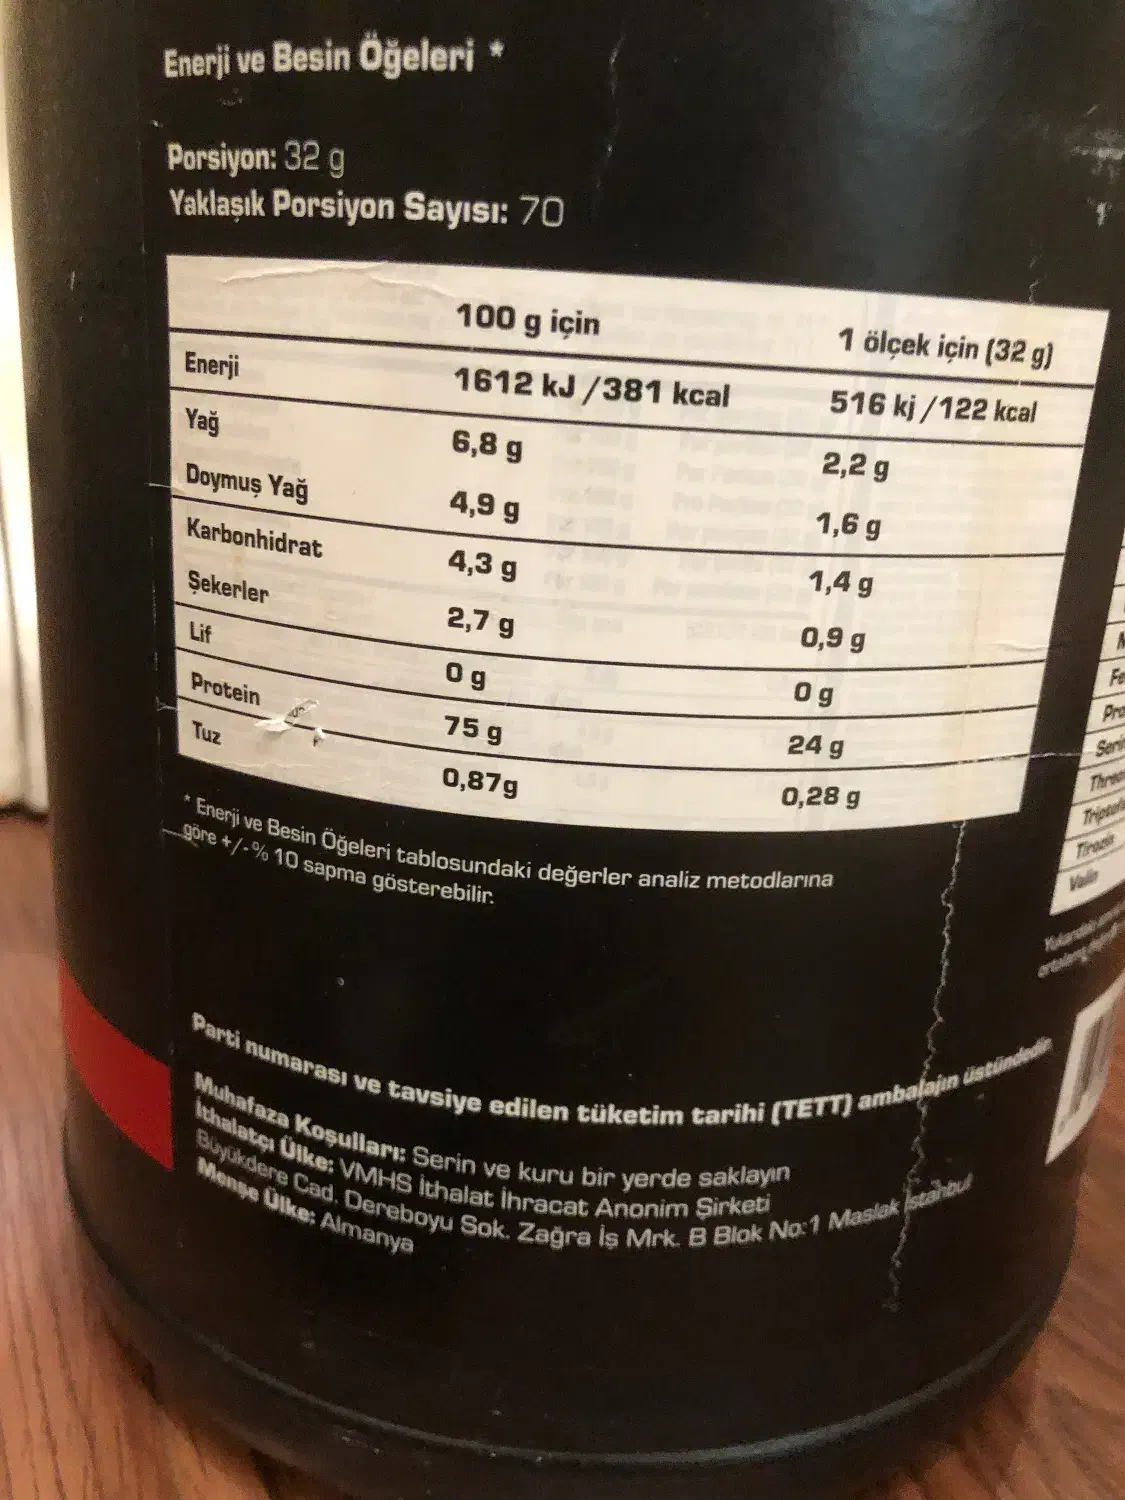 Enerji ve Besin Öğeleri *
Porsiyon: 32 g
Yaklaşık Porsiyon Sayısı: 70
100 g için 1 ölçek için (32 g)
Enerji 1612 kJ /381 kcal 516 kj /122 kcal
Yağ 6,8 g 2,2 g
Doymuş Yağ 4,9 g 1,6 g
Karbonhidrat 4,3 g 1,4 g
Şekerler 2,7 g 0,9 g
Lif 0 g 0 g
Protein 75 g 24 g
Tuz 0,87g 0,28 g
* Enerji ve Besin Öğeleri tablosundaki değerler analiz metodlarına
göre +/-% 10 sapma gösterebilir.
Parti numarası ve tavsiye edilen tüketim tarihi (TETT) ambalajın üstündedir.
Muhafaza Koşulları: Serin ve kuru bir yerde saklayın
İthalatçı Ülke: VMHS İthalat İhracat Anonim Şirketi
Büyükdere Cad. Dereboyu Sok. Zağra İş Mrk. B Blok No:1 Maslak İstanbul
Menşe Ülke: Almanya
Fe
Pro
Seri
Tirozin
Valin